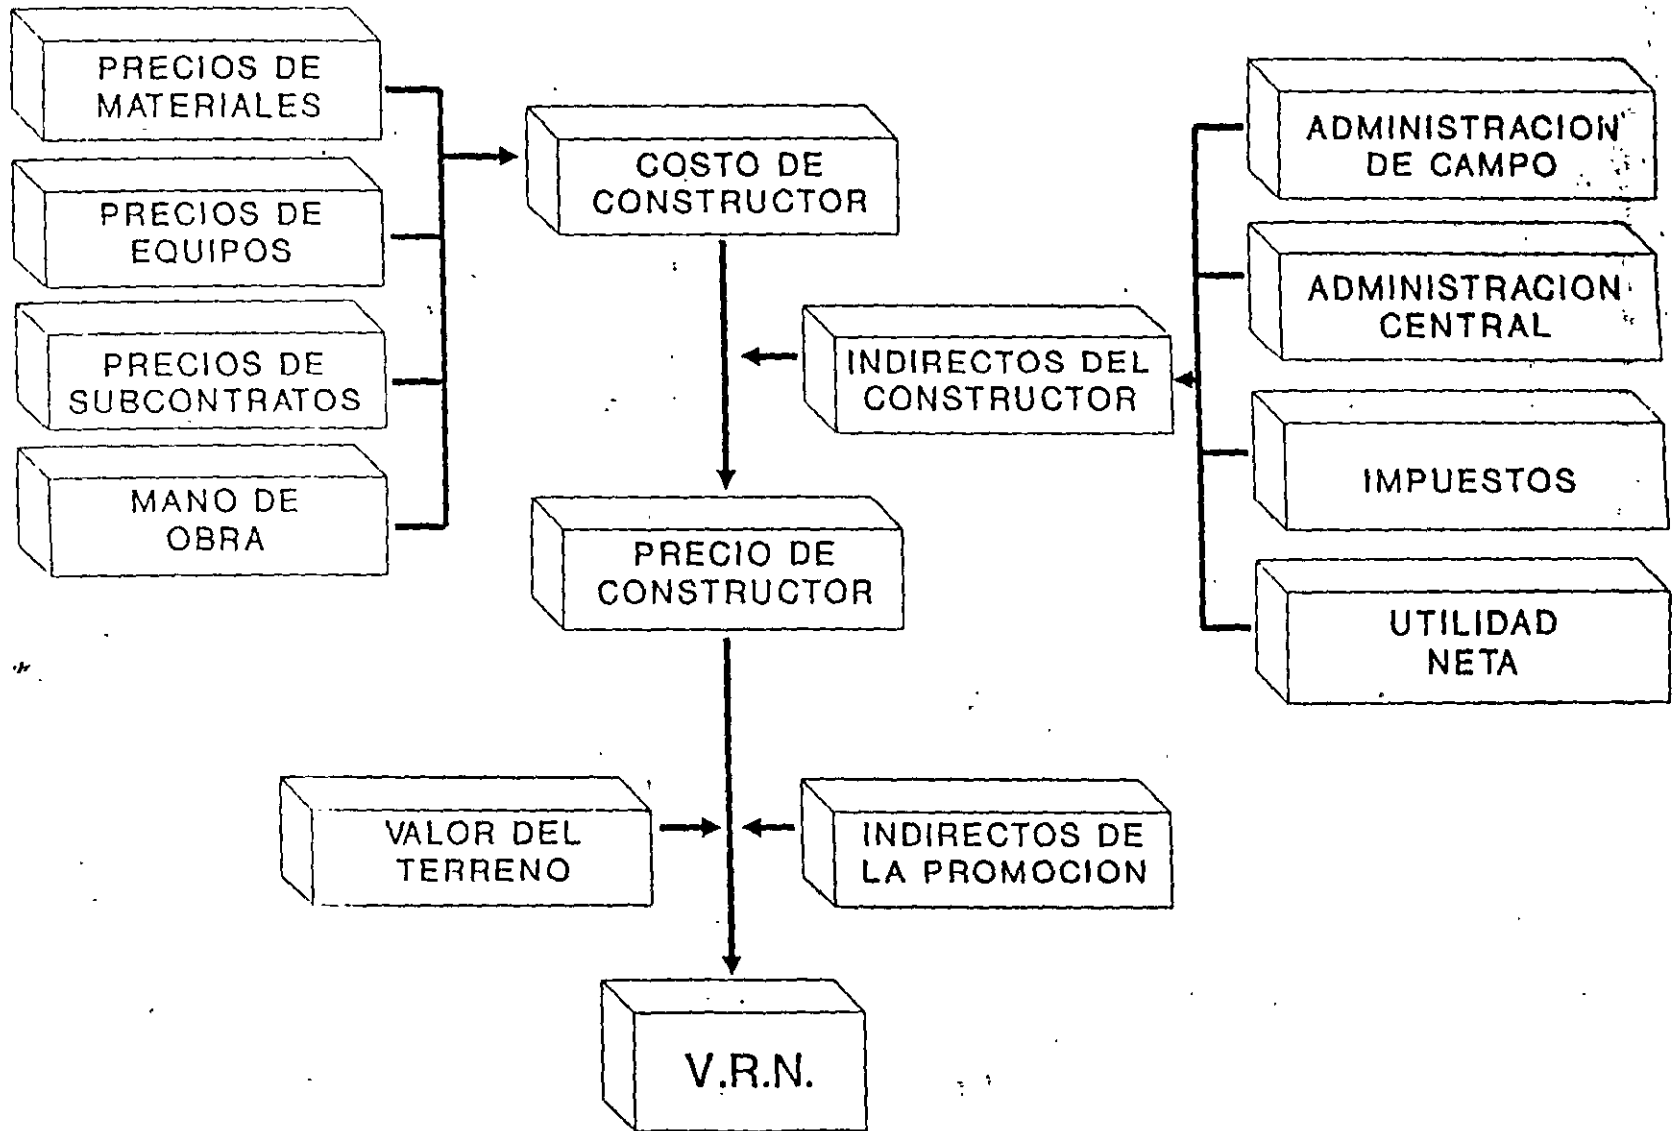 PRECIOS DE
MATERIALES
PRECIOS DE
EQUIPOS
PRECIOS DE
SUBCONTRATOS
MANO DE
OBRA
COSTO DE
CONSTRUCTOR
INDIRECTOS DEL
CONSTRUCTOR
ADMINISTRACION
DE CAMPO
ADMINISTRACION
CENTRAL
IMPUESTOS
UTILIDAD
NETA
PRECIO DE
CONSTRUCTOR
VALOR DEL
TERRENO
INDIRECTOS DE
LA PROMOCION
V.R.N.